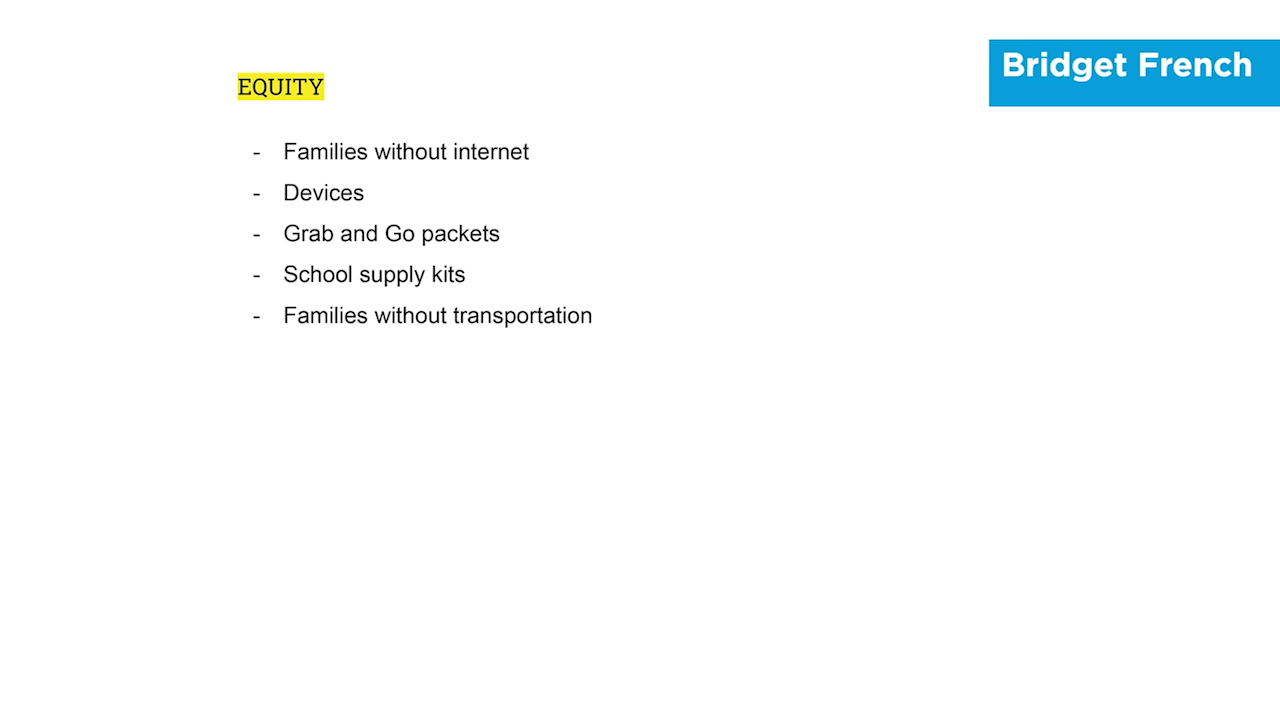 Bridget French
EQUITY
- Families without internet
- Devices
- Grab and Go packets
- School supply kits
- Families without transportation